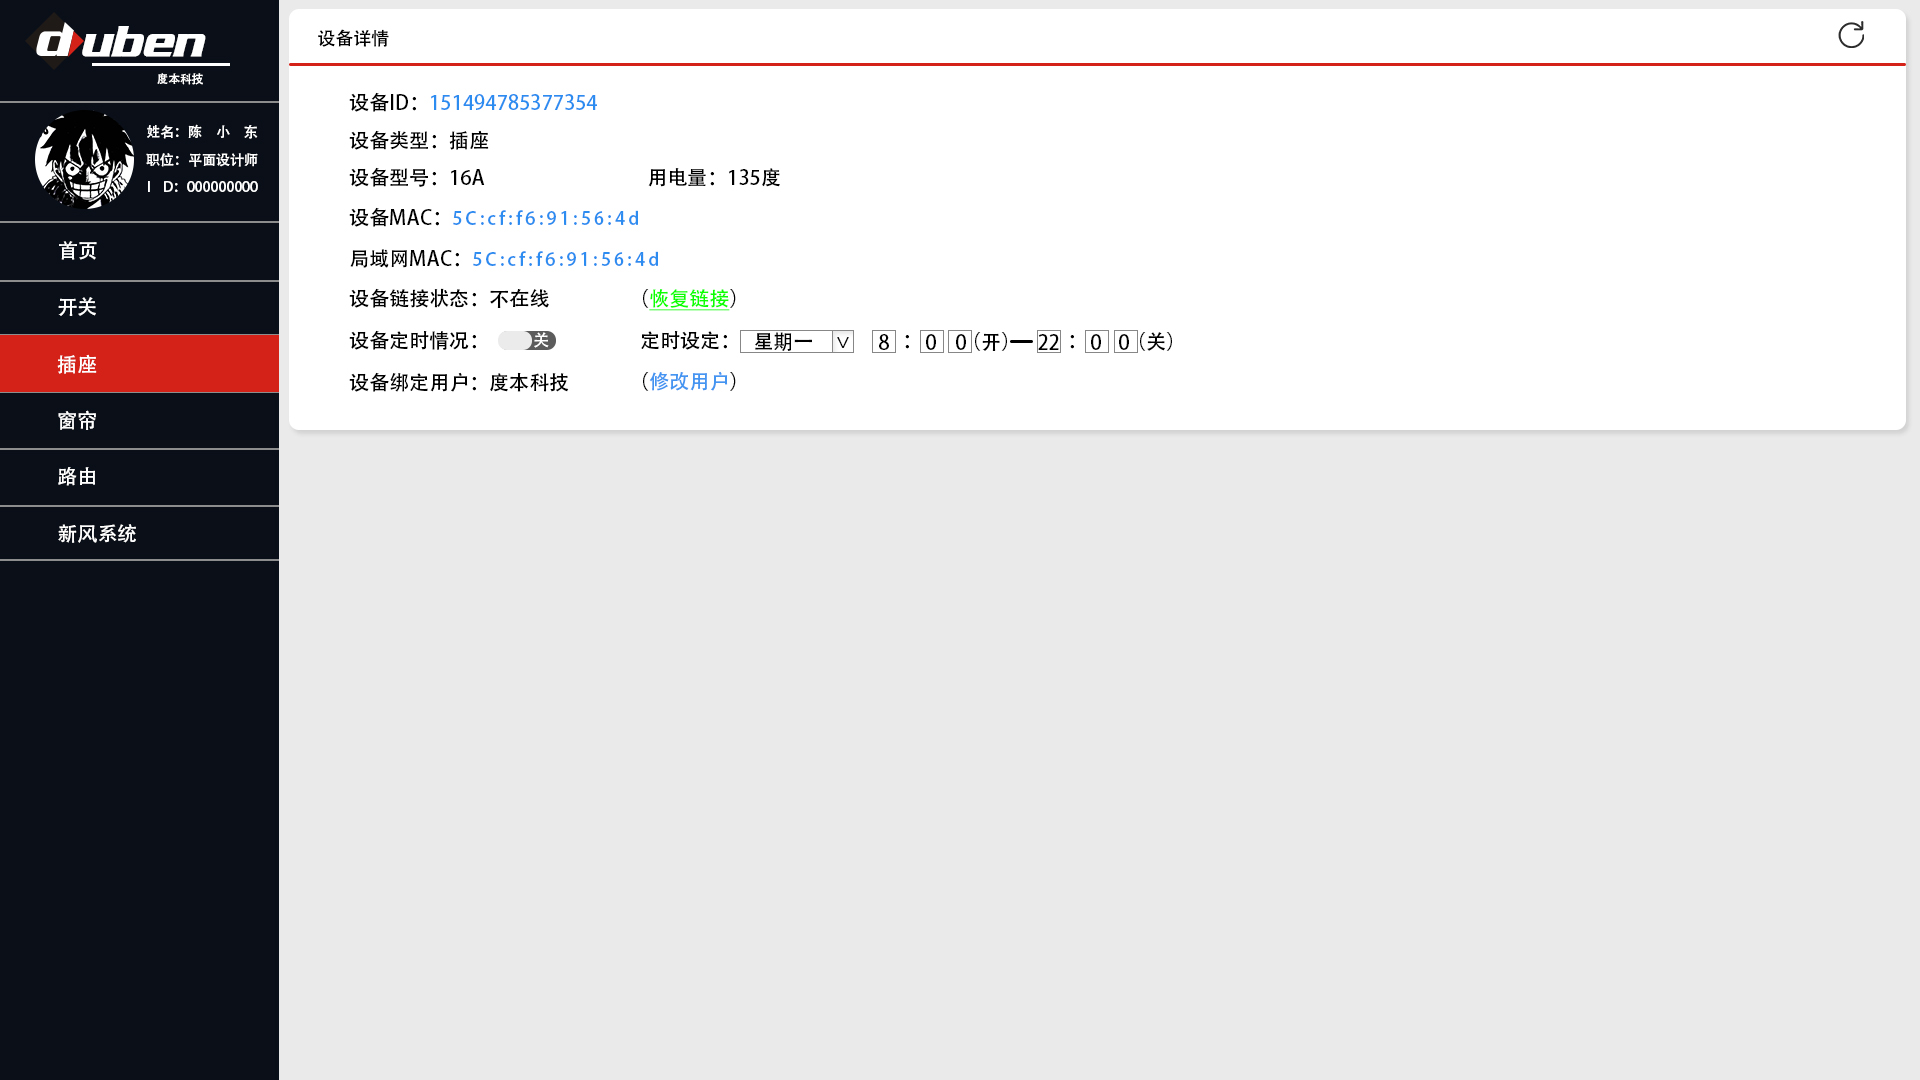 duben
度本科技
姓名：陈 小 东
职位：平面设计师
I D：000000000
首页
开关
插座
窗帘
路由
新风系统
设备详情
设备ID：151494785377354
设备类型：插座
设备型号：16A 用电量：135度
设备MAC：5C:cf:f6:91:56:4d
局域网MAC：5C:cf:f6:91:56:4d
设备链接状态：不在线 （恢复链接）
设备定时情况： 关 定时设定：星期一 8：0 0（开）—22：0 0（关）
设备绑定用户：度本科技 （修改用户）